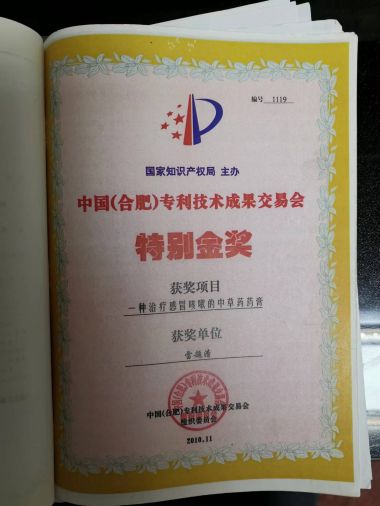 编号 1119
国家知识产权局 主办
中国(合肥)专利技术成果交易会
特别金奖
获奖项目
一种治疗感冒咳嗽的中草药药膏
获奖单位
中国(合肥)专利技术成果交易会
组织委员会
2010.11